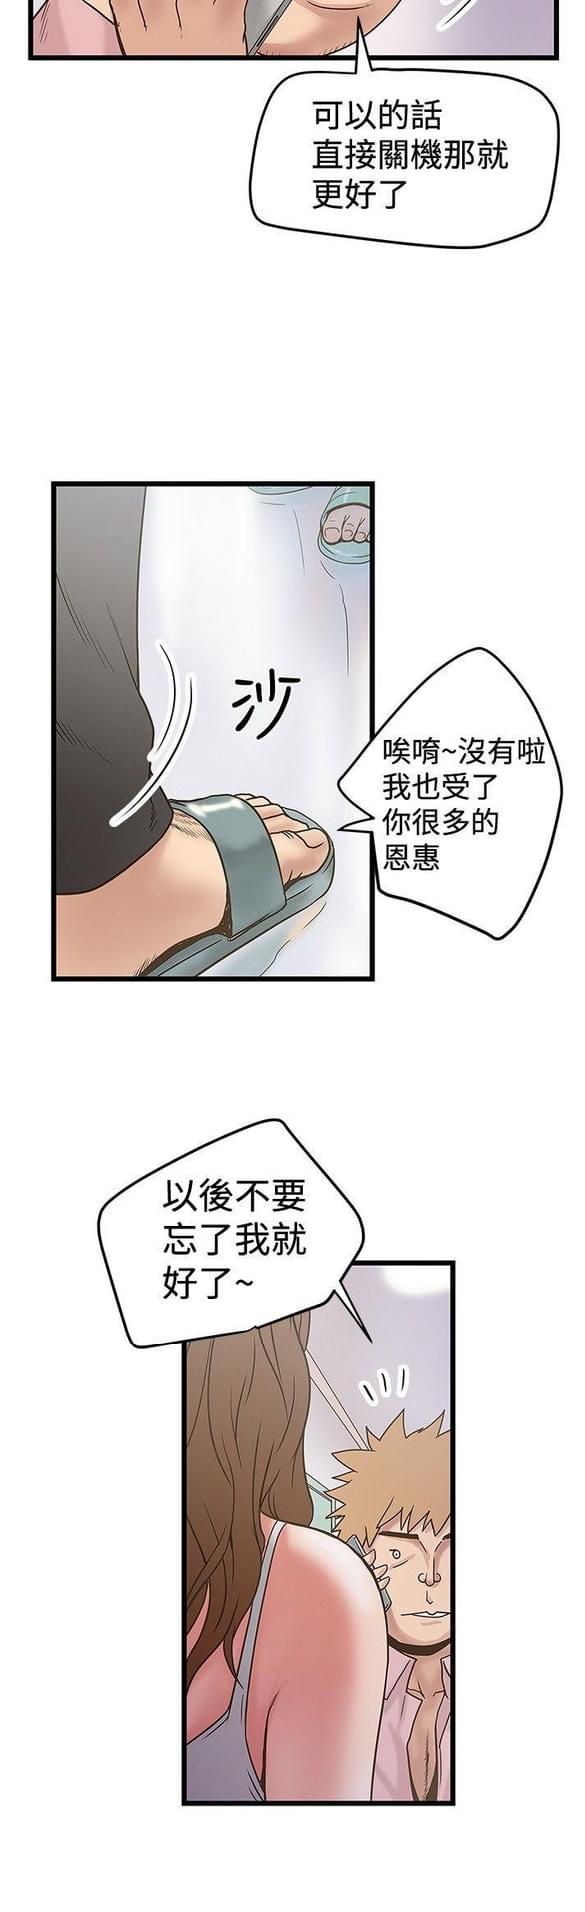 可以的話
直接關機那就
更好了
沙
唉唷~沒有啦
我也受了
你很多的
恩惠
以後不要
忘了我就
好了~